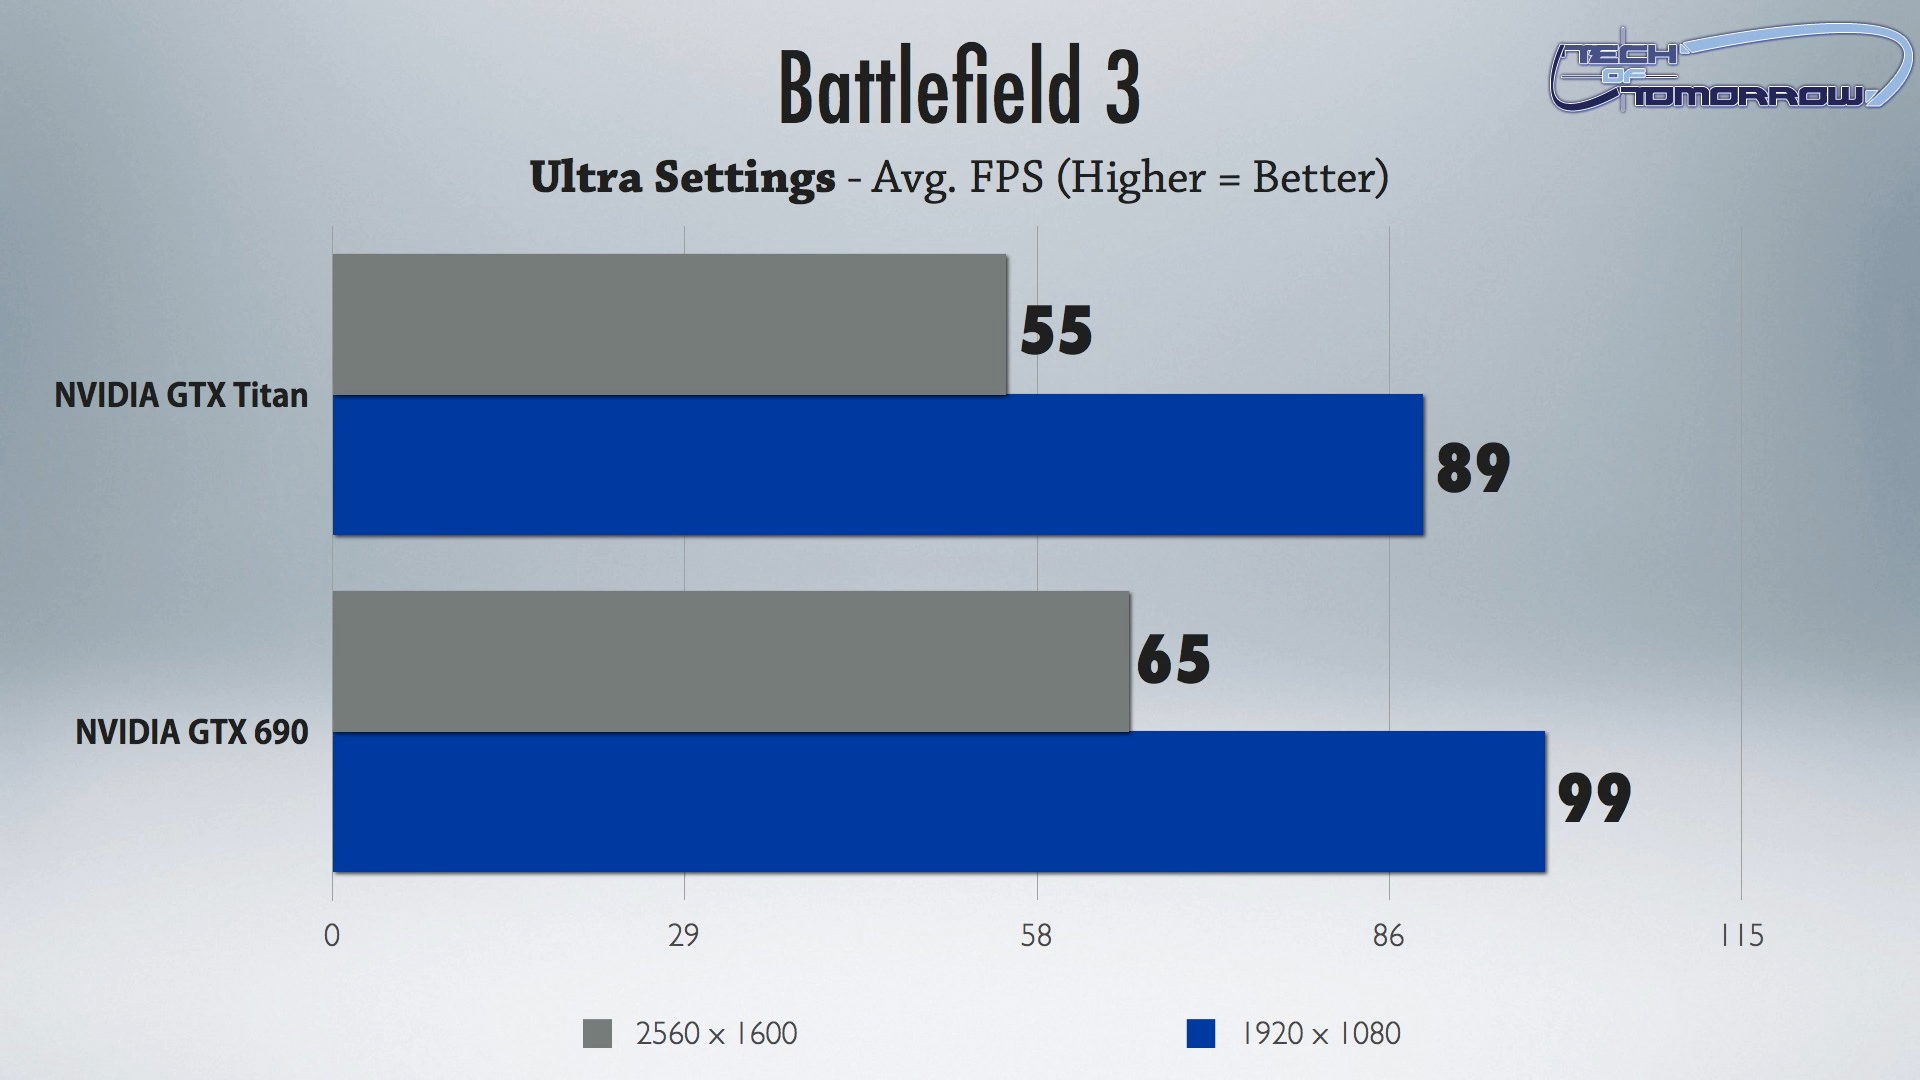 Battlefield 3
TECH
OF
TOMORROW
Ultra Settings - Avg. FPS (Higher = Better)
55
NVIDIA GTX Titan
89
65
NVIDIA GTX 690
99
0 29 58 86 115
2560 x 1600 1920 x 1080